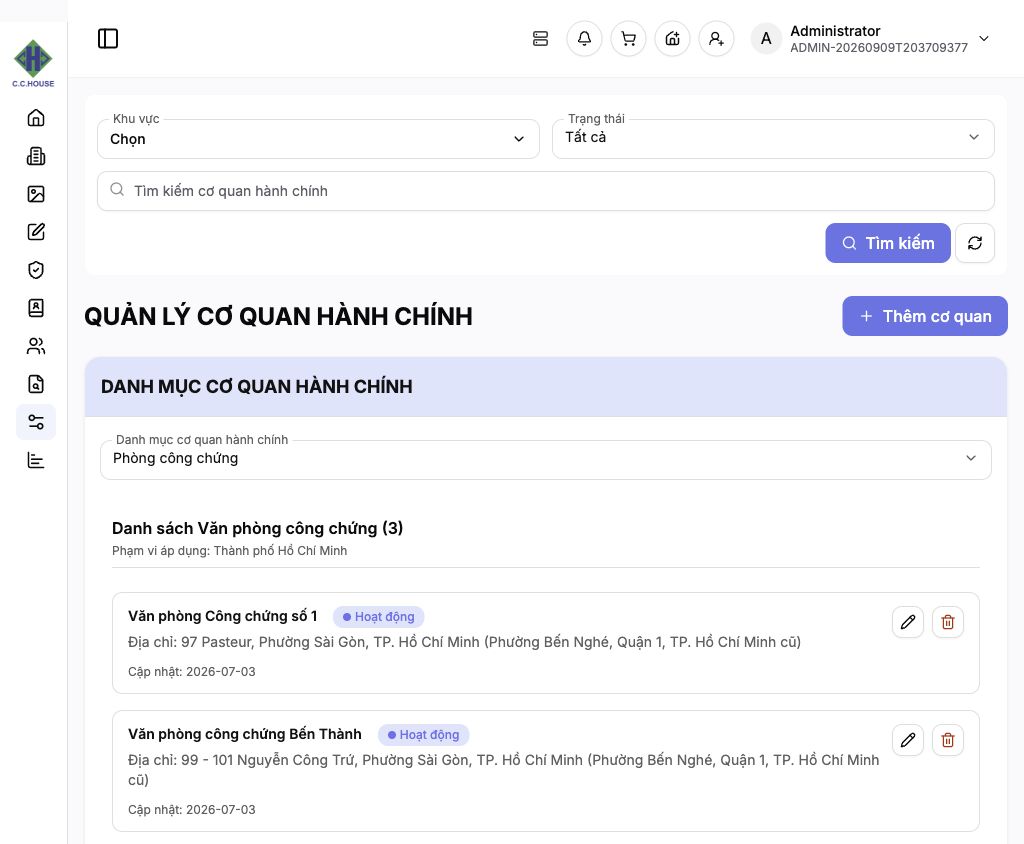 C.C.HOUSE
A
Administrator
ADMIN-20260909T203709377
Khu vực
Chọn
Trạng thái
Tất cả
Tìm kiếm cơ quan hành chính
Tìm kiếm
QUẢN LÝ CƠ QUAN HÀNH CHÍNH
Thêm cơ quan
DANH MỤC CƠ QUAN HÀNH CHÍNH
Danh mục cơ quan hành chính
Phòng công chứng
Danh sách Văn phòng công chứng (3)
Phạm vi áp dụng: Thành phố Hồ Chí Minh
Văn phòng Công chứng số 1
Hoạt động
Địa chỉ: 97 Pasteur, Phường Sài Gòn, TP. Hồ Chí Minh (Phường Bến Nghé, Quận 1, TP. Hồ Chí Minh cũ)
Cập nhật: 2026-07-03
Văn phòng công chứng Bến Thành
Hoạt động
Địa chỉ: 99 - 101 Nguyễn Công Trứ, Phường Sài Gòn, TP. Hồ Chí Minh (Phường Bến Nghé, Quận 1, TP. Hồ Chí Minh
cũ)
Cập nhật: 2026-07-03